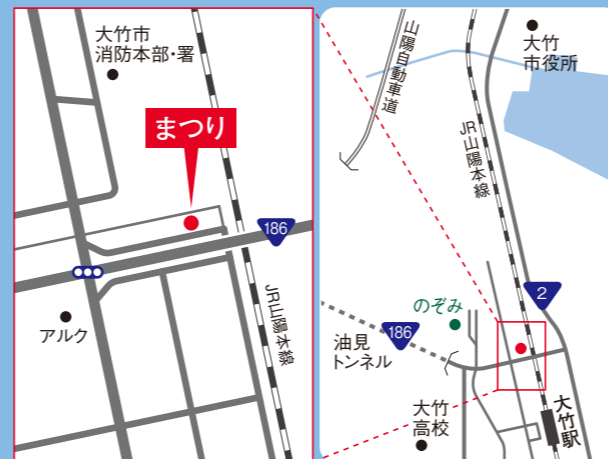 大竹市
消防本部・署
まつり
186
アルク
JR山陽本線
山陽自動車道
大竹
市役所
JR山陽本線
2
のぞみ
186
油見
トンネル
大竹
高校
大竹駅